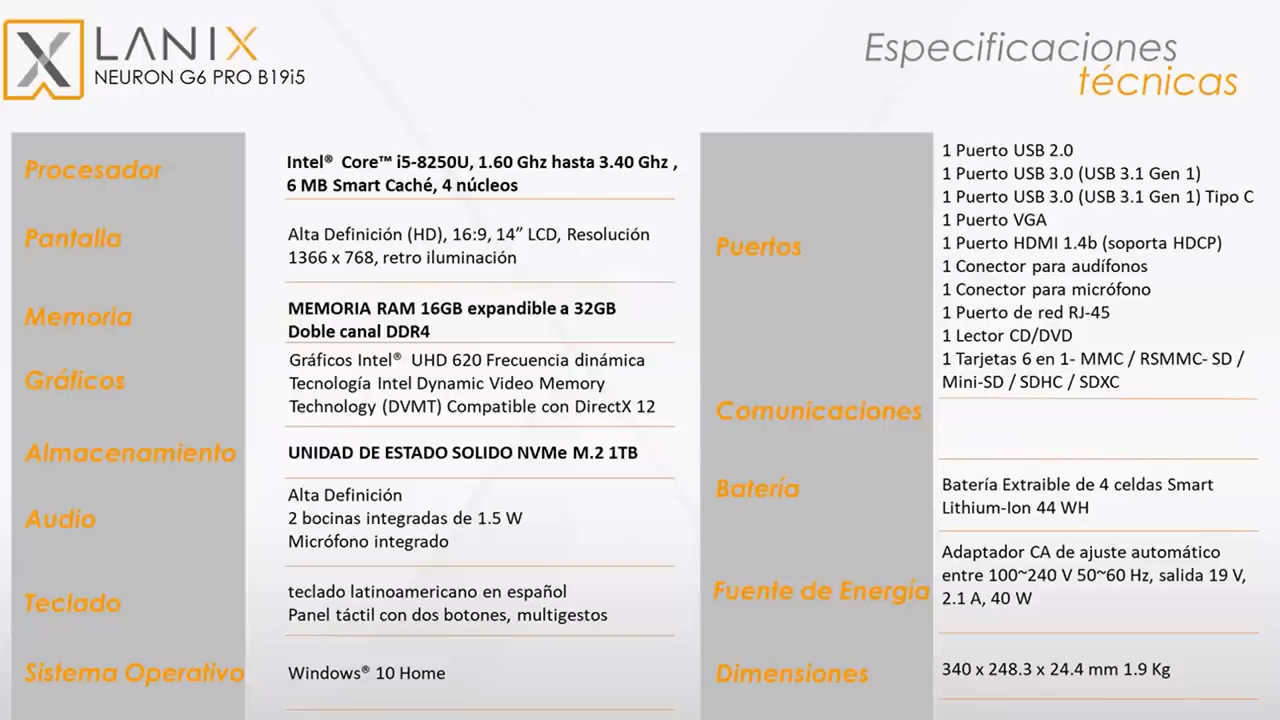 LANIX
NEURON G6 PRO B19i5
Especificaciones
técnicas
Procesador
Intel® Core™ i5-8250U, 1.60 Ghz hasta 3.40 Ghz ,
6 MB Smart Caché, 4 núcleos
Pantalla
Alta Definición (HD), 16:9, 14” LCD, Resolución
1366 x 768, retro iluminación
Memoria
MEMORIA RAM 16GB expandible a 32GB
Doble canal DDR4
Gráficos
Gráficos Intel® UHD 620 Frecuencia dinámica
Tecnología Intel Dynamic Video Memory
Technology (DVMT) Compatible con DirectX 12
Almacenamiento
UNIDAD DE ESTADO SOLIDO NVMe M.2 1TB
Audio
Alta Definición
2 bocinas integradas de 1.5 W
Micrófono integrado
Teclado
teclado latinoamericano en español
Panel táctil con dos botones, multigestos
Sistema Operativo
Windows® 10 Home
Puertos
1 Puerto USB 2.0
1 Puerto USB 3.0 (USB 3.1 Gen 1)
1 Puerto USB 3.0 (USB 3.1 Gen 1) Tipo C
1 Puerto VGA
1 Puerto HDMI 1.4b (soporta HDCP)
1 Conector para audífonos
1 Conector para micrófono
1 Puerto de red RJ-45
1 Lector CD/DVD
1 Tarjetas 6 en 1- MMC / RSMMC- SD /
Mini-SD / SDHC / SDXC
Comunicaciones
Batería
Batería Extraible de 4 celdas Smart
Lithium-Ion 44 WH
Fuente de Energía
Adaptador CA de ajuste automático
entre 100~240 V 50~60 Hz, salida 19 V,
2.1 A, 40 W
Dimensiones
340 x 248.3 x 24.4 mm 1.9 Kg